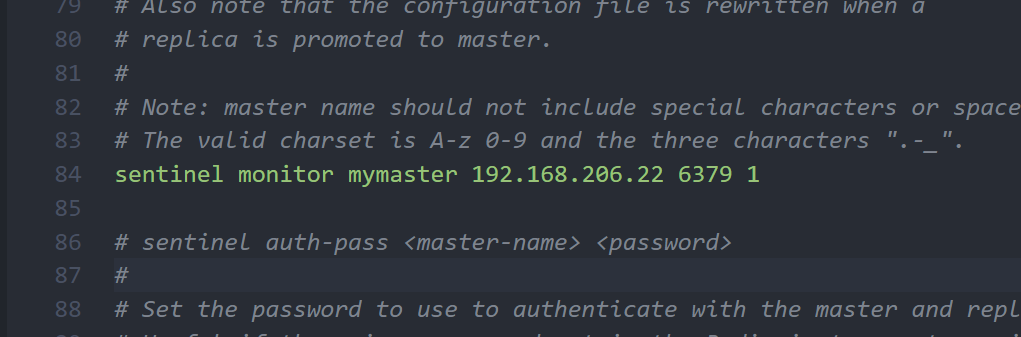 79 # Also note that the configuration file is rewritten when a
80 # replica is promoted to master.
81 #
82 # Note: master name should not include special characters or space
83 # The valid charset is A-z 0-9 and the three characters ".-_".
84 sentinel monitor mymaster 192.168.206.22 6379 1
85
86 # sentinel auth-pass <master-name> <password>
87 #
88 # Set the password to use to authenticate with the master and repl